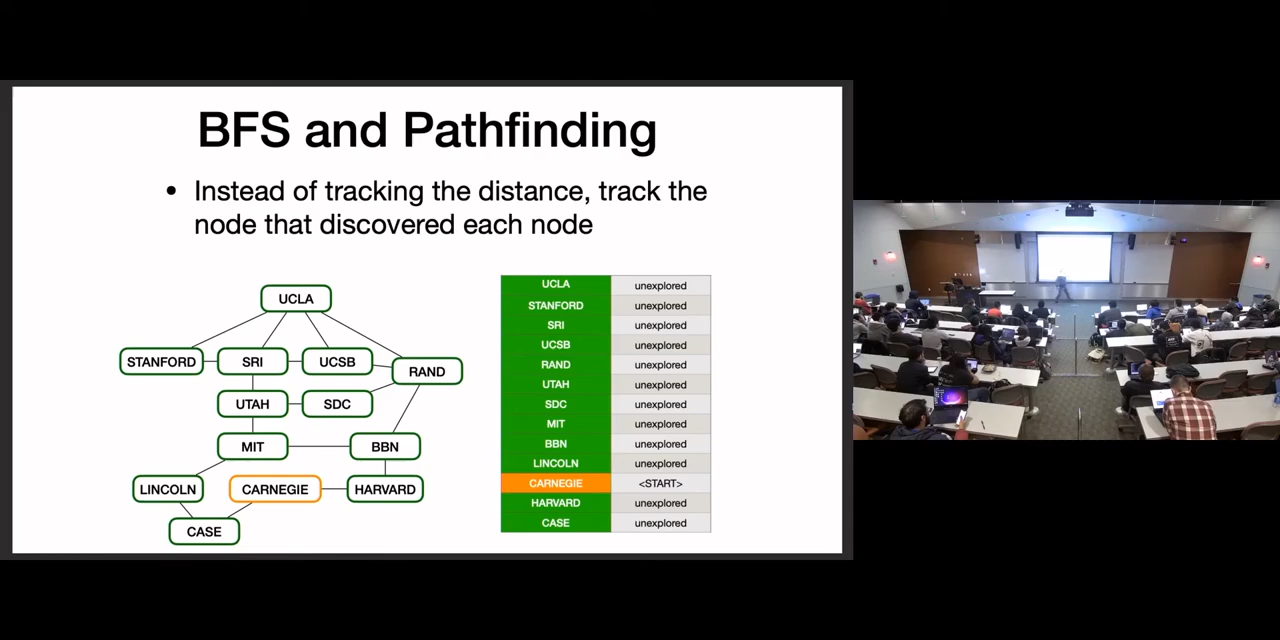 BFS and Pathfinding
• Instead of tracking the distance, track the
node that discovered each node
UCLA
STANFORD
SRI
UCSB
RAND
UTAH
SDC
MIT
BBN
LINCOLN
CARNEGIE
HARVARD
CASE
UCLA unexplored
STANFORD unexplored
SRI unexplored
UCSB unexplored
RAND unexplored
UTAH unexplored
SDC unexplored
MIT unexplored
BBN unexplored
LINCOLN unexplored
CARNEGIE <START>
HARVARD unexplored
CASE unexplored